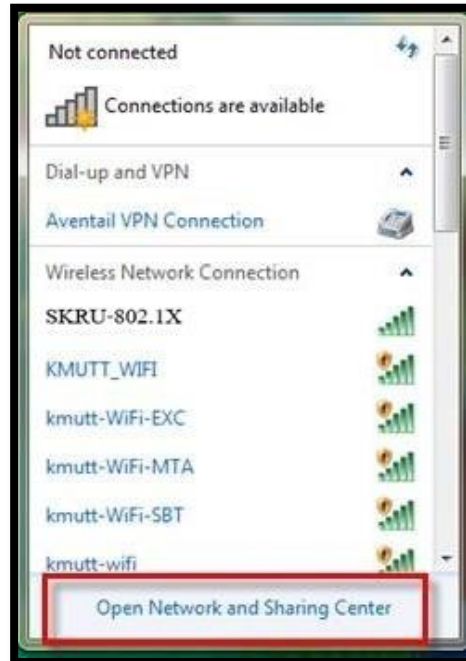 Not connected
Connections are available
Dial-up and VPN
Aventail VPN Connection
Wireless Network Connection
SKRU-802.1X
KMUTT_WIFI
kmutt-WiFi-EXC
kmutt-WiFi-MTA
kmutt-WiFi-SBT
kmutt-wifi
Open Network and Sharing Center